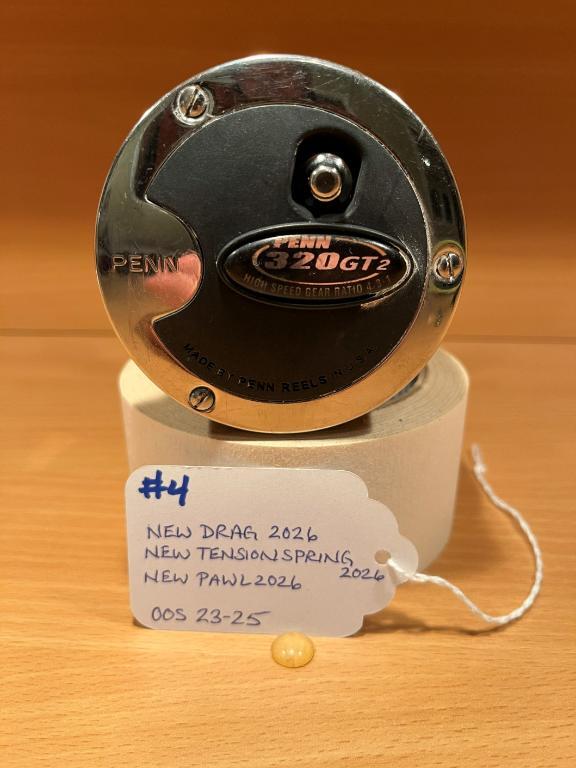 PENN
PENN
320GT2
HIGH SPEED GEAR RATIO 4.3:1
MADE BY PENN REELS IN U.S.A.
#4
NEW DRAG 2026
NEW TENSION SPRING
2026
NEW PAWL 2026
OOS 23-25